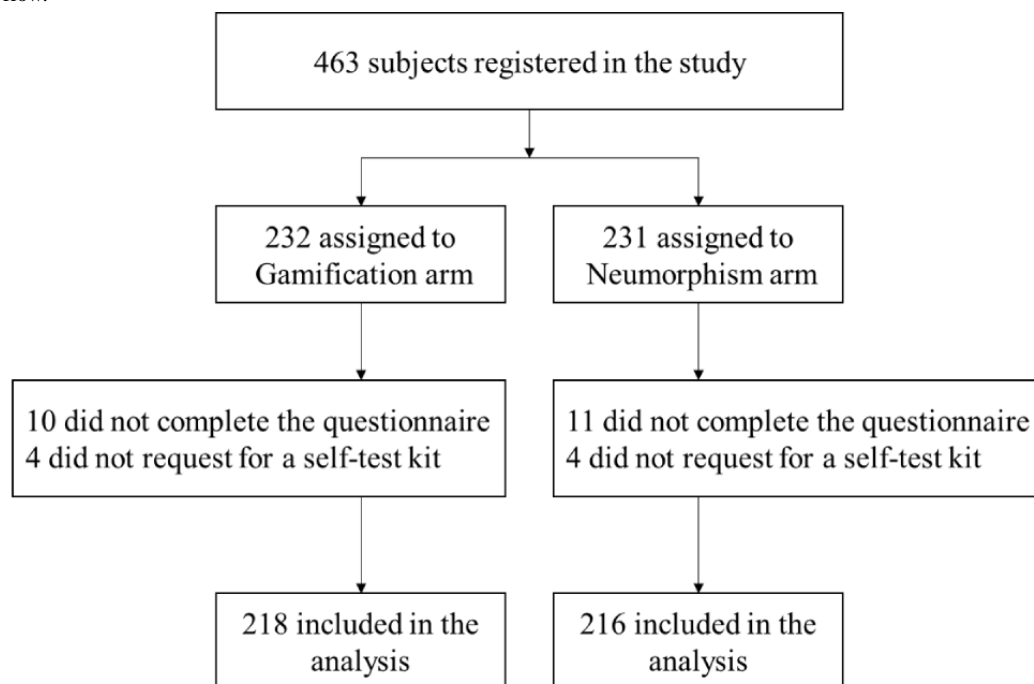 463 subjects registered in the study
232 assigned to
Gamification arm
231 assigned to
Neumorphism arm
10 did not complete the questionnaire
4 did not request for a self-test kit
11 did not complete the questionnaire
4 did not request for a self-test kit
218 included in the
analysis
216 included in the
analysis